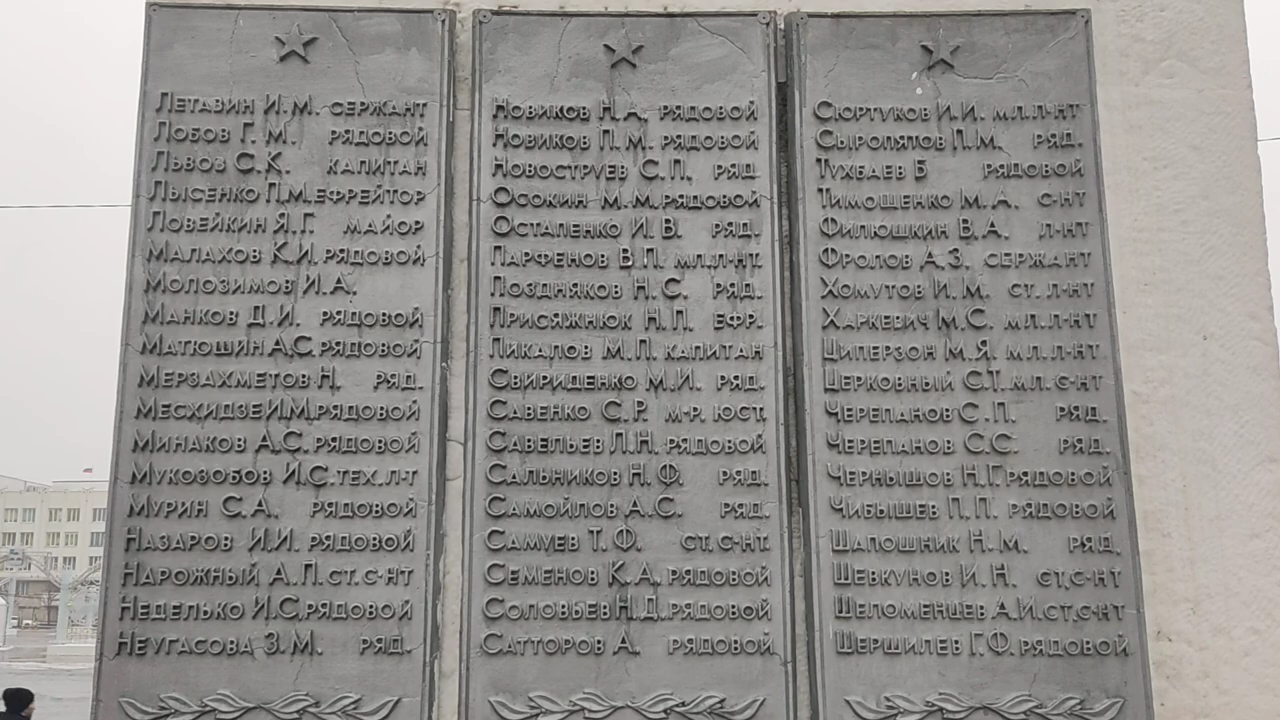 Летавин И.М. сержант
Лобов Г.М. рядовой
Львов С.К. капитан
Лысенко П.М. ефрейтор
Ловейкин Я.Г. майор
Малахов К.И. рядовой
Молозимов И.А.
Манков Д.И. рядовой
Матюшин А.С. рядовой
Мерзахметов Н. ряд.
Месхидзе И.М. рядовой
Минаков А.С. рядовой
Мукозобов И.С. тех.л-т
Мурин С.А. рядовой
Назаров И.И. рядовой
Нарожный А.П. ст.с-нт
Неделько И.С. рядовой
Неугасова З.М. ряд.
Новиков Н.А. рядовой
Новиков П.М. рядовой
Новоструев С.П. ряд.
Осокин М.М. рядовой
Остапенко И.В. ряд.
Парфенов В.П. мл.л-нт.
Поздняков Н.С. ряд.
Присяжнюк Н.П. ефр.
Пикалов М.П. капитан
Свириденко М.И. ряд.
Савенко С.Р. м-р. юст.
Савельев Л.Н. рядовой
Сальников Н.Ф. ряд.
Самойлов А.С. ряд.
Самуев Т.Ф. ст.с-нт.
Семенов К.А. рядовой
Соловьев Н.Д. рядовой
Сатторов А. рядовой
Сюртуков И.И. мл.л-нт
Сыропятов П.М. ряд.
Тухбаев Б рядовой
Тимошенко М.А. с-нт
Филюшкин В.А. л-нт
Фролов А.З. сержант
Хомутов И.М. ст.л-нт
Харкевич М.С. мл.л-нт
Циперзон М.Я. мл.л-нт
Церковный С.Т. мл.с-нт
Черепанов С.П. ряд.
Черепанов С.С. ряд.
Чернышов Н.Г. рядовой
Чибышев П.П. рядовой
Шапошник Н.М. ряд.
Шевкунов И.Н. ст.с-нт
Шеломенцев А.И. ст.с-нт
Шершилев Г.Ф. рядовой